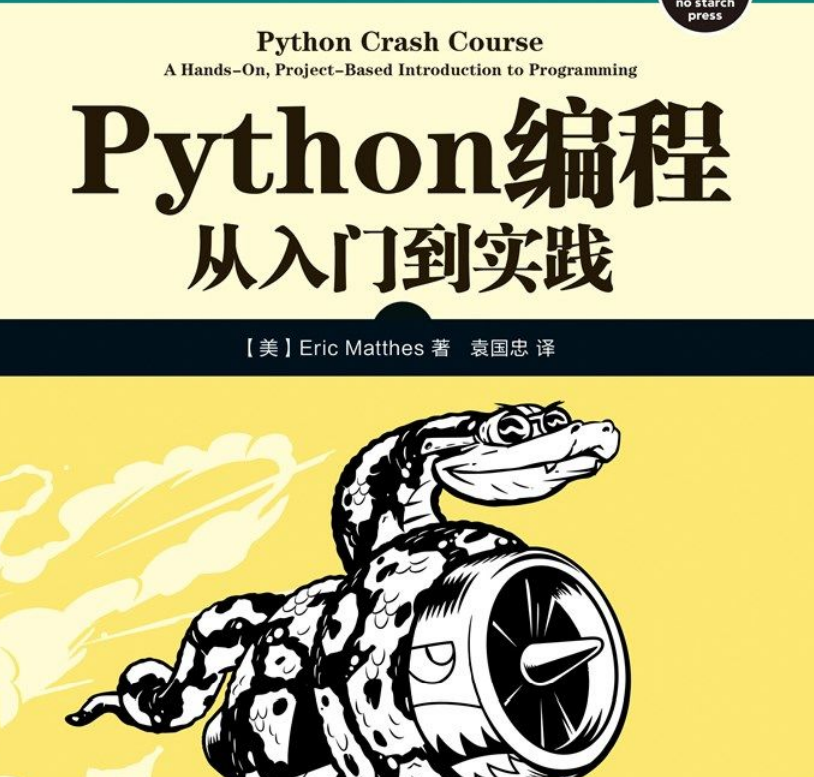 no starch
press
Python Crash Course
A Hands-On, Project-Based Introduction to Programming
Python编程
从入门到实践
【美】Eric Matthes 著 袁国忠 译